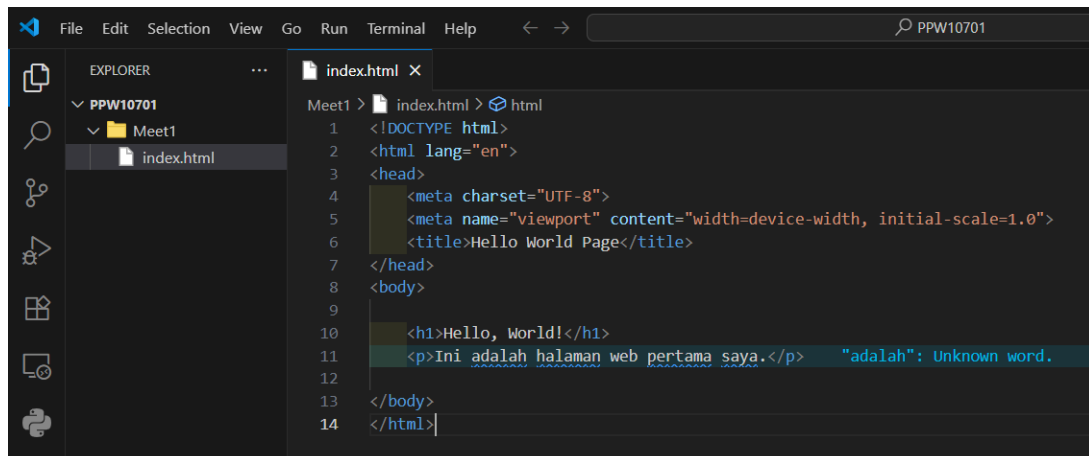 File Edit Selection View Go Run Terminal Help ← → PPW10701
EXPLORER ···
index.html ×
PPW10701
Meet1
index.html
Meet1 > index.html > html
1 <!DOCTYPE html>
2 <html lang="en">
3 <head>
4     <meta charset="UTF-8">
5     <meta name="viewport" content="width=device-width, initial-scale=1.0">
6     <title>Hello World Page</title>
7 </head>
8 <body>
9
10     <h1>Hello, World!</h1>
11     <p>Ini adalah halaman web pertama saya.</p> "adalah": Unknown word.
12
13 </body>
14 </html>